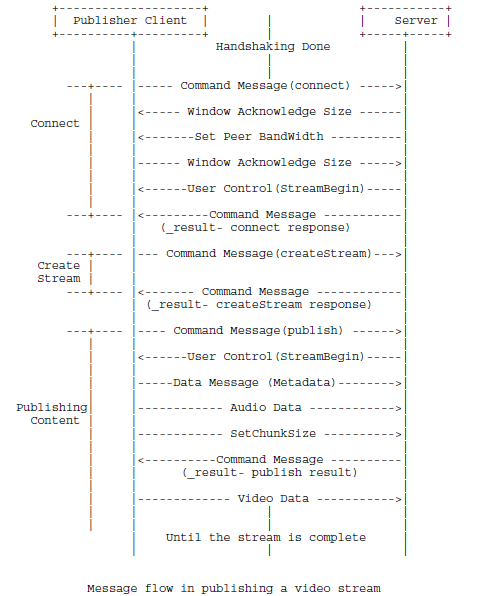 Publisher Client
Server
Handshaking Done
Command Message(connect)
Window Acknowledge Size
Connect
Set Peer BandWidth
Window Acknowledge Size
User Control(StreamBegin)
Command Message
(_result- connect response)
Command Message(createStream)
Create
Stream
Command Message
(_result- createStream response)
Command Message(publish)
User Control(StreamBegin)
Data Message (Metadata)
Publishing
Content
Audio Data
SetChunkSize
Command Message
(_result- publish result)
Video Data
Until the stream is complete
Message flow in publishing a video stream